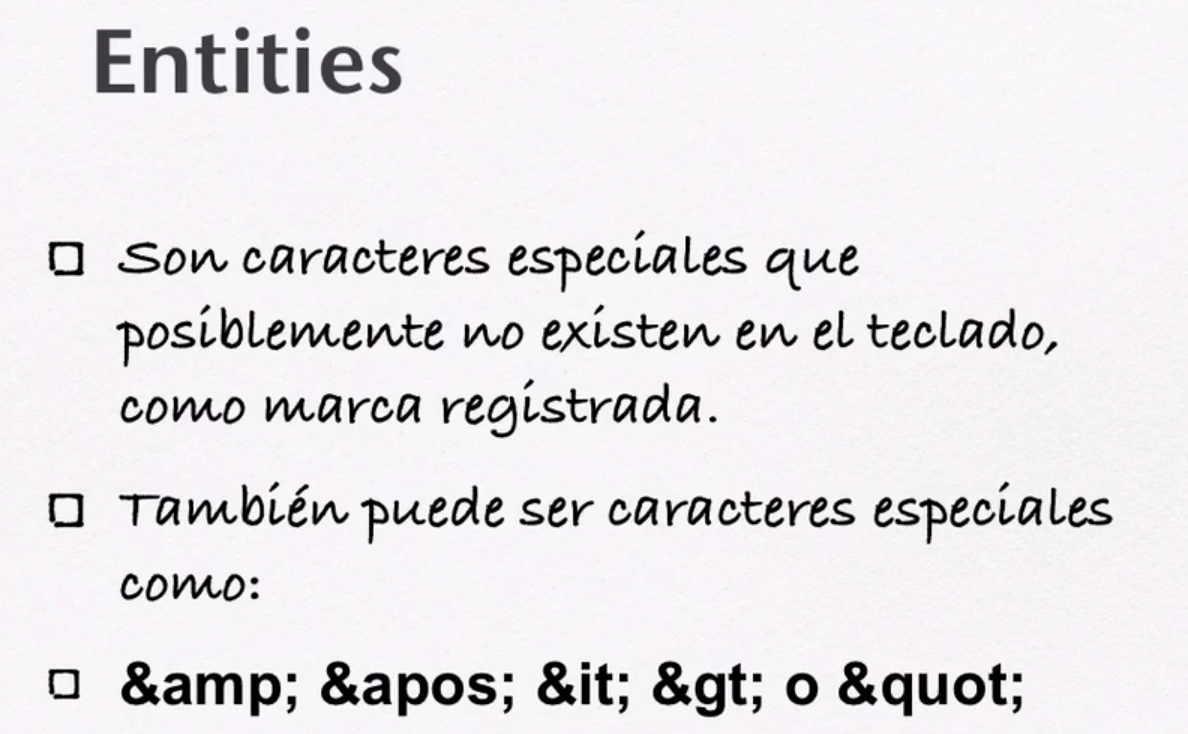 Entities
Son caracteres especiales que
posiblemente no existen en el teclado,
como marca registrada.
También puede ser caracteres especiales
como:
&amp; &apos; &it; &gt; o &quot;